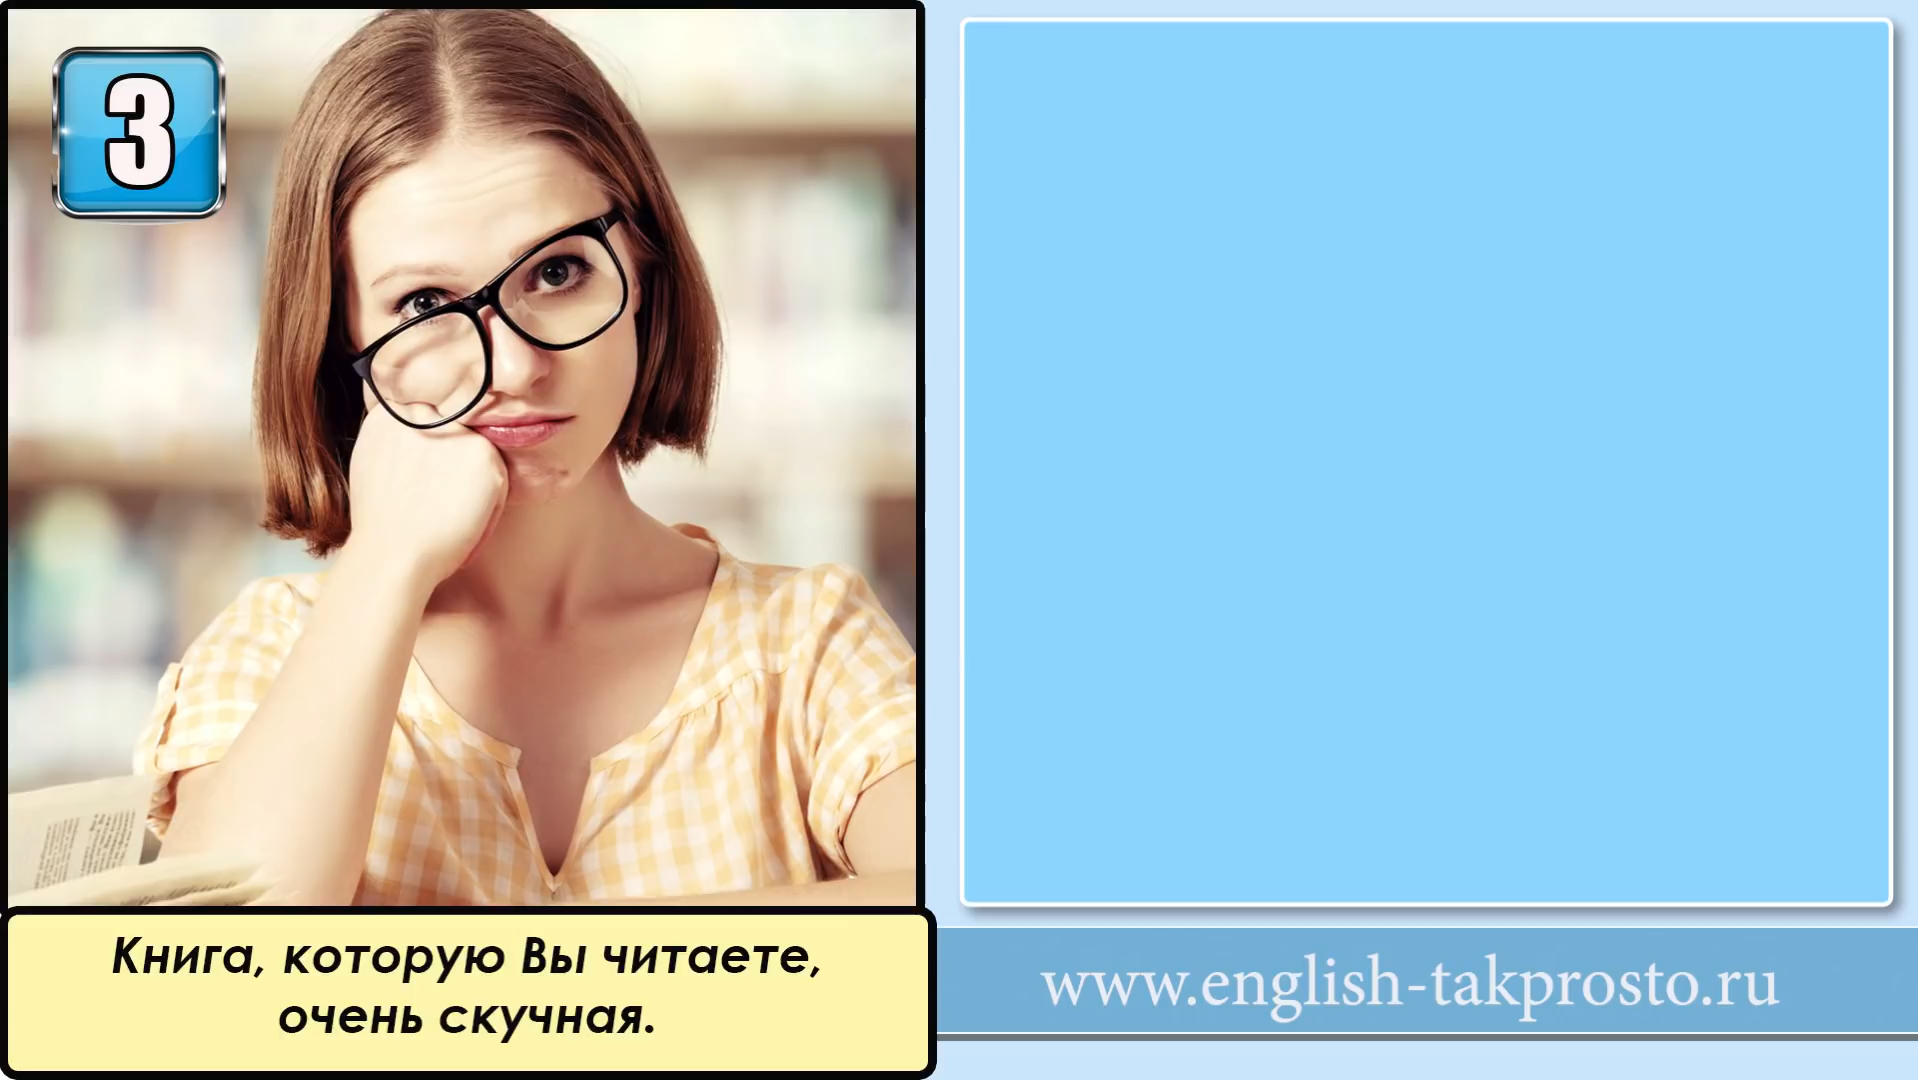 3
Книга, которую Вы читаете,
очень скучная.
www.english-takprosto.ru